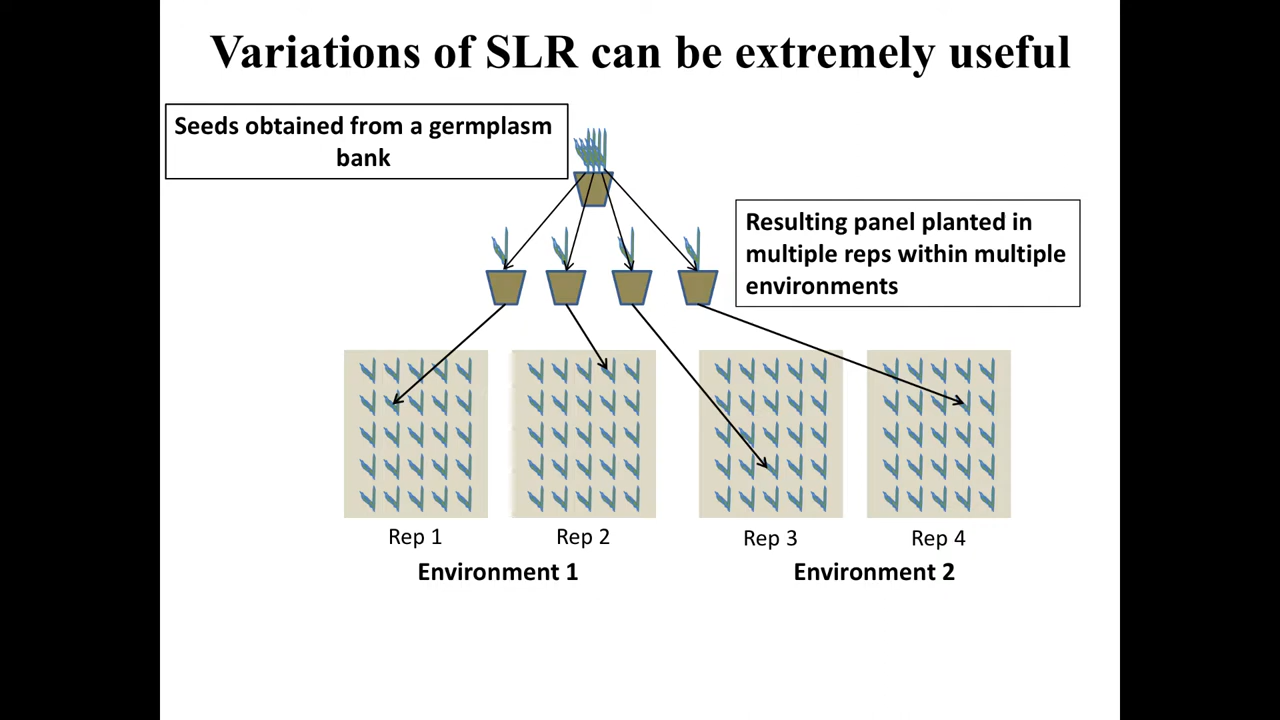 Variations of SLR can be extremely useful
Seeds obtained from a germplasm
bank
Resulting panel planted in
multiple reps within multiple
environments
Rep 1
Rep 2
Rep 3
Rep 4
Environment 1
Environment 2